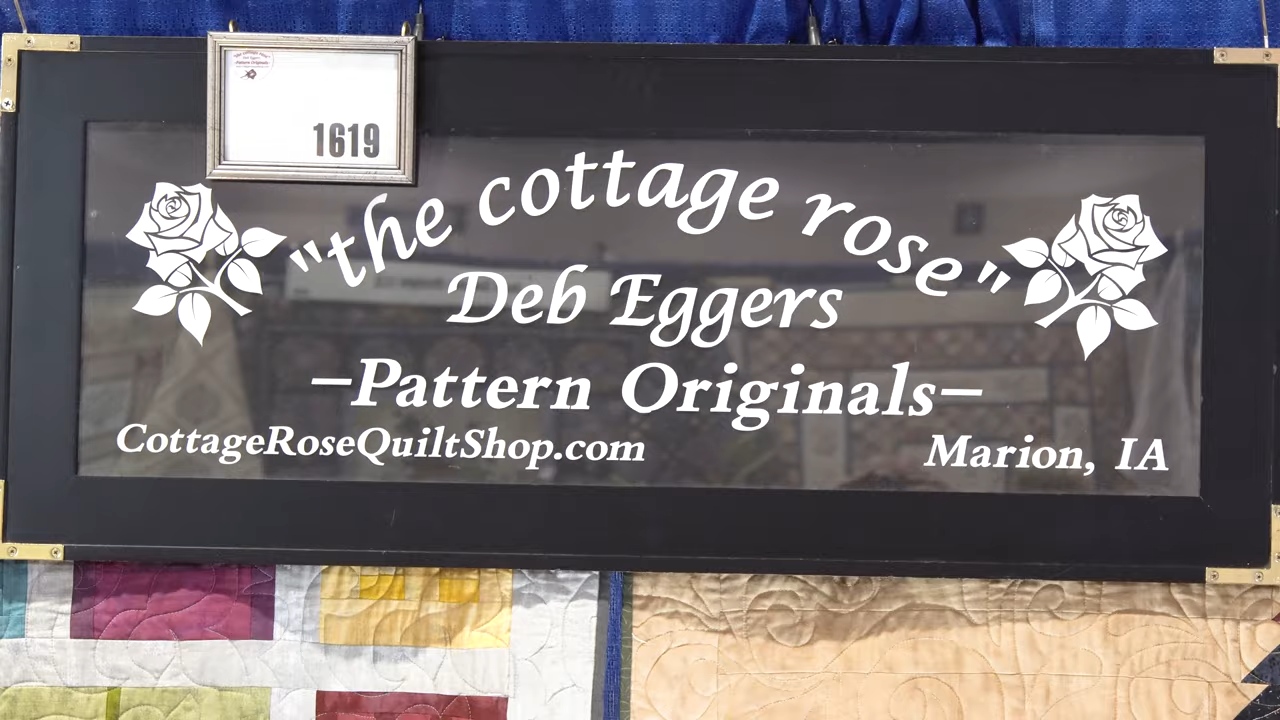 1619
"the cottage rose"
Deb Eggers
–Pattern Originals–
CottageRoseQuiltShop.com
Marion, IA